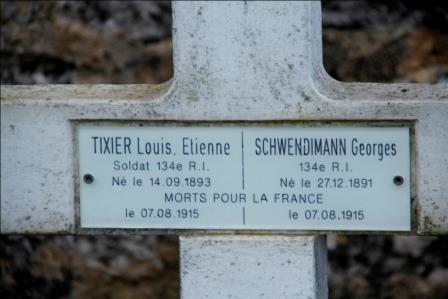 TIXIER Louis, Etienne SCHWENDIMANN Georges
Soldat 134e R.I. 134e R.I.
Né le 14.09.1893 Né le 27.12.1891
MORTS POUR LA FRANCE
le 07.08.1915 le 07.08.1915